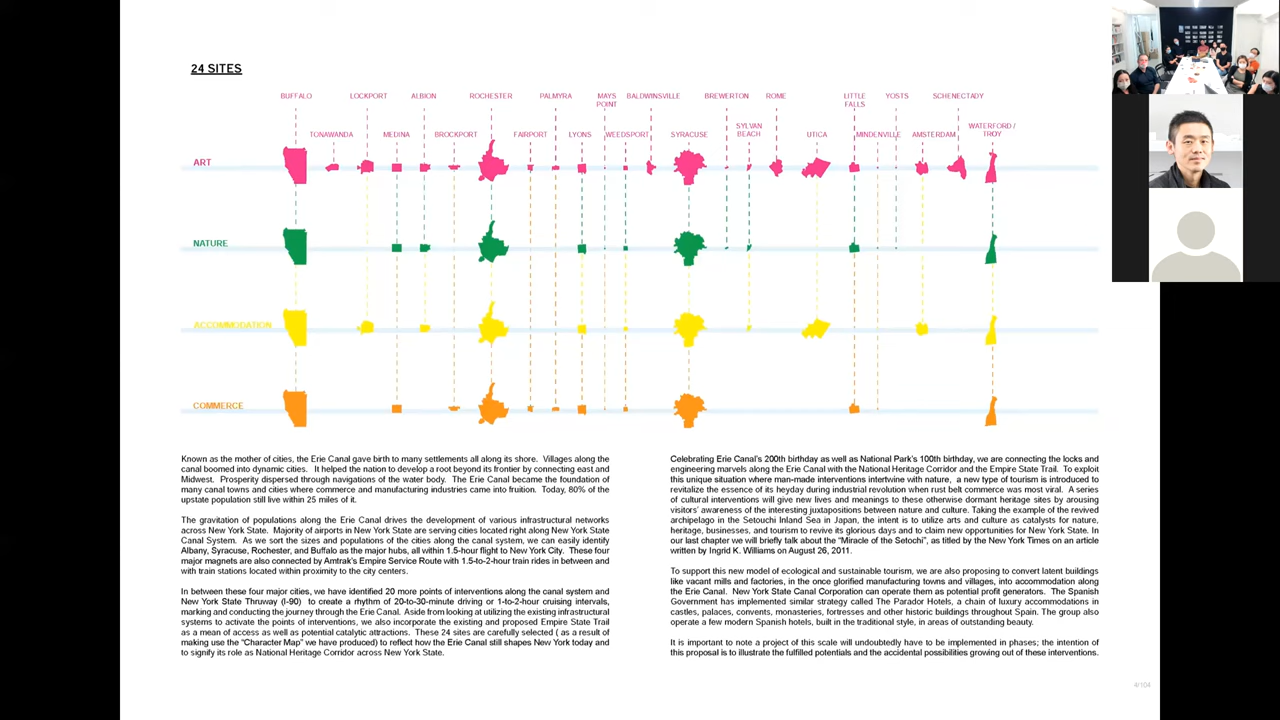 24 SITES
BUFFALO LOCKPORT ALBION ROCHESTER PALMYRA MAYS POINT BALDWINSVILLE BREWERTON ROME LITTLE FALLS YOSTS SCHENECTADY
TONAWANDA MEDINA BROCKPORT FAIRPORT LYONS WEEDSPORT SYRACUSE SYLVAN BEACH UTICA MINDENVILLE AMSTERDAM WATERFORD / TROY
ART
NATURE
ACCOMMODATION
COMMERCE
Known as the mother of cities, the Erie Canal gave birth to many settlements all along its shore. Villages along the
canal boomed into dynamic cities. It helped the nation to develop a root beyond its frontier by connecting east and
Midwest. Prosperity dispersed through navigations of the water body. The Erie Canal became the foundation of
many canal towns and cities where commerce and manufacturing industries came into fruition. Today, 80% of the
upstate population still live within 25 miles of it.
The gravitation of populations along the Erie Canal drives the development of various infrastructural networks
across New York State. Majority of airports in New York State are serving cities located right along New York State
Canal System. As we sort the sizes and populations of the cities along the canal system, we can easily identify
Albany, Syracuse, Rochester, and Buffalo as the major hubs, all within 1.5-hour flight to New York City. These four
major magnets are also connected by Amtrak's Empire Service Route with 1.5-to-2-hour train rides in between and
with train stations located within proximity to the city centers.
In between these four major cities, we have identified 20 more points of interventions along the canal system and
New York State Thruway (I-90) to create a rhythm of 20-to-30-minute driving or 1-to-2-hour cruising intervals,
marking and conducting the journey through the Erie Canal. Aside from looking at utilizing the existing infrastructural
systems to activate the points of interventions, we also incorporate the existing and proposed Empire State Trail
as a mean of access as well as potential catalytic attractions. These 24 sites are carefully selected ( as a result of
making use the "Character Map" we have produced) to reflect how the Erie Canal still shapes New York today and
to signify its role as National Heritage Corridor across New York State.
Celebrating Erie Canal's 200th birthday as well as National Park's 100th birthday, we are connecting the locks and
engineering marvels along the Erie Canal with the National Heritage Corridor and the Empire State Trail. To exploit
this unique situation where man-made interventions intertwine with nature, a new type of tourism is introduced to
revitalize the essence of its heyday during industrial revolution when rust belt commerce was most viral. A series
of cultural interventions will give new lives and meanings to these otherwise dormant heritage sites by arousing
visitors' awareness of the interesting juxtapositions between nature and culture. Taking the example of the revived
archipelago in the Setouchi Inland Sea in Japan, the intent is to utilize arts and culture as catalysts for nature,
heritage, businesses, and tourism to revive its glorious days and to claim new opportunities for New York State. In
our last chapter we will briefly talk about the "Miracle of the Setochi", as titled by the New York Times on an article
written by Ingrid K. Williams on August 26, 2011.
To support this new model of ecological and sustainable tourism, we are also proposing to convert latent buildings
like vacant mills and factories, in the once glorified manufacturing towns and villages, into accommodation along
the Erie Canal. New York State Canal Corporation can operate them as potential profit generators. The Spanish
Government has implemented similar strategy called The Parador Hotels, a chain of luxury accommodations in
castles, palaces, convents, monasteries, fortresses and other historic buildings throughout Spain. The group also
operate a few modern Spanish hotels, built in the traditional style, in areas of outstanding beauty.
It is important to note a project of this scale will undoubtedly have to be implemented in phases; the intention of
this proposal is to illustrate the fulfilled potentials and the accidental possibilities growing out of these interventions.
4/104